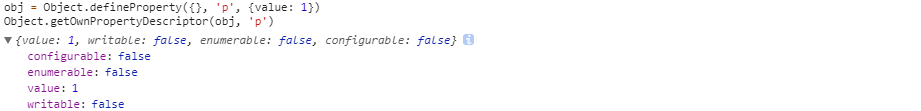 obj = Object.defineProperty({}, 'p', {value: 1})
Object.getOwnPropertyDescriptor(obj, 'p')
▼{value: 1, writable: false, enumerable: false, configurable: false} i
configurable: false
enumerable: false
value: 1
writable: false